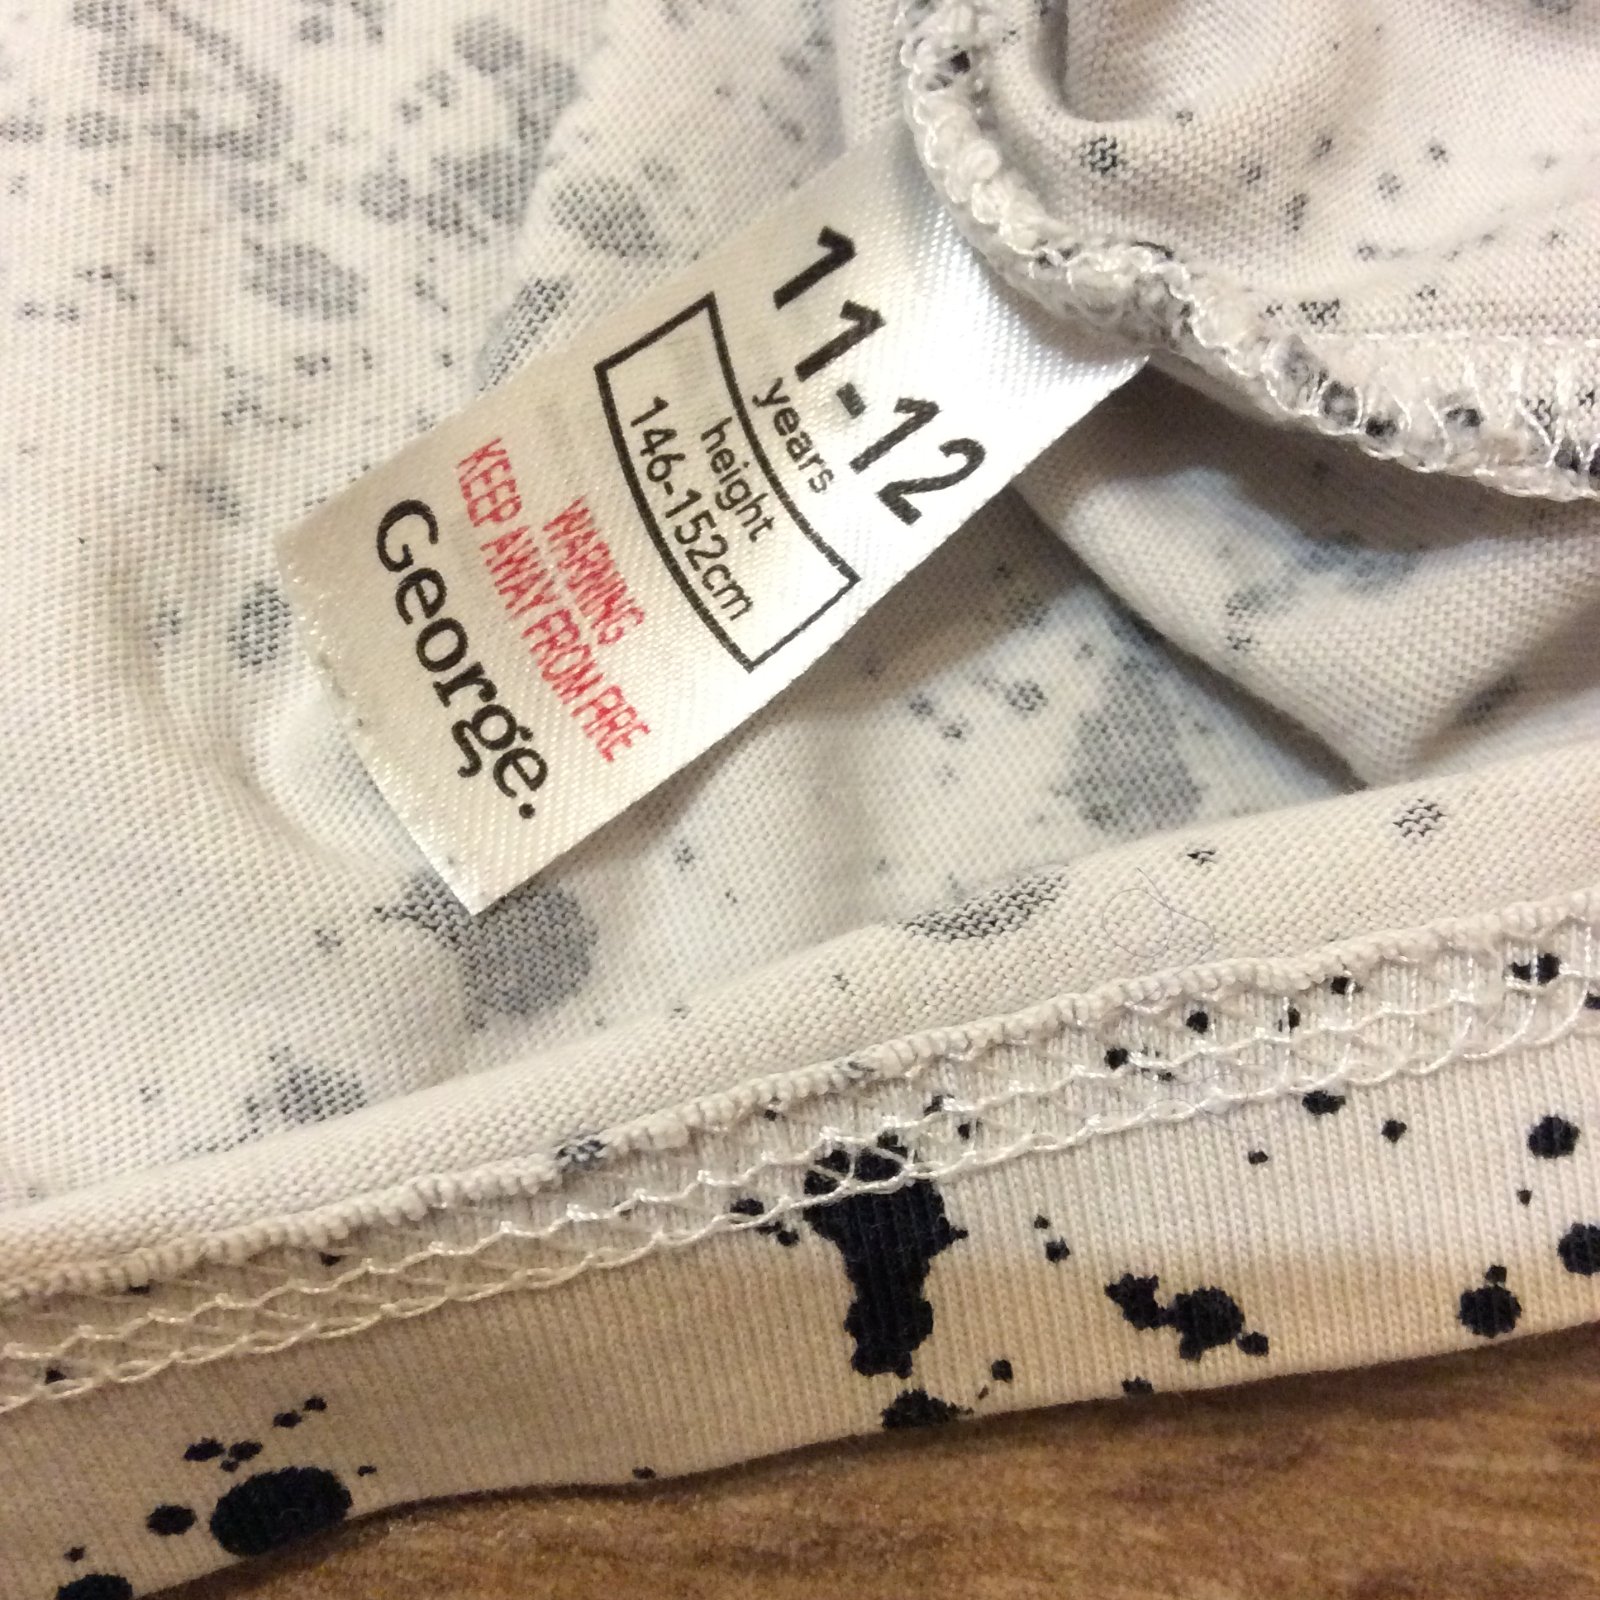 11-12
years
height
146-152cm
WARNING
KEEP AWAY FROM FIRE
George.